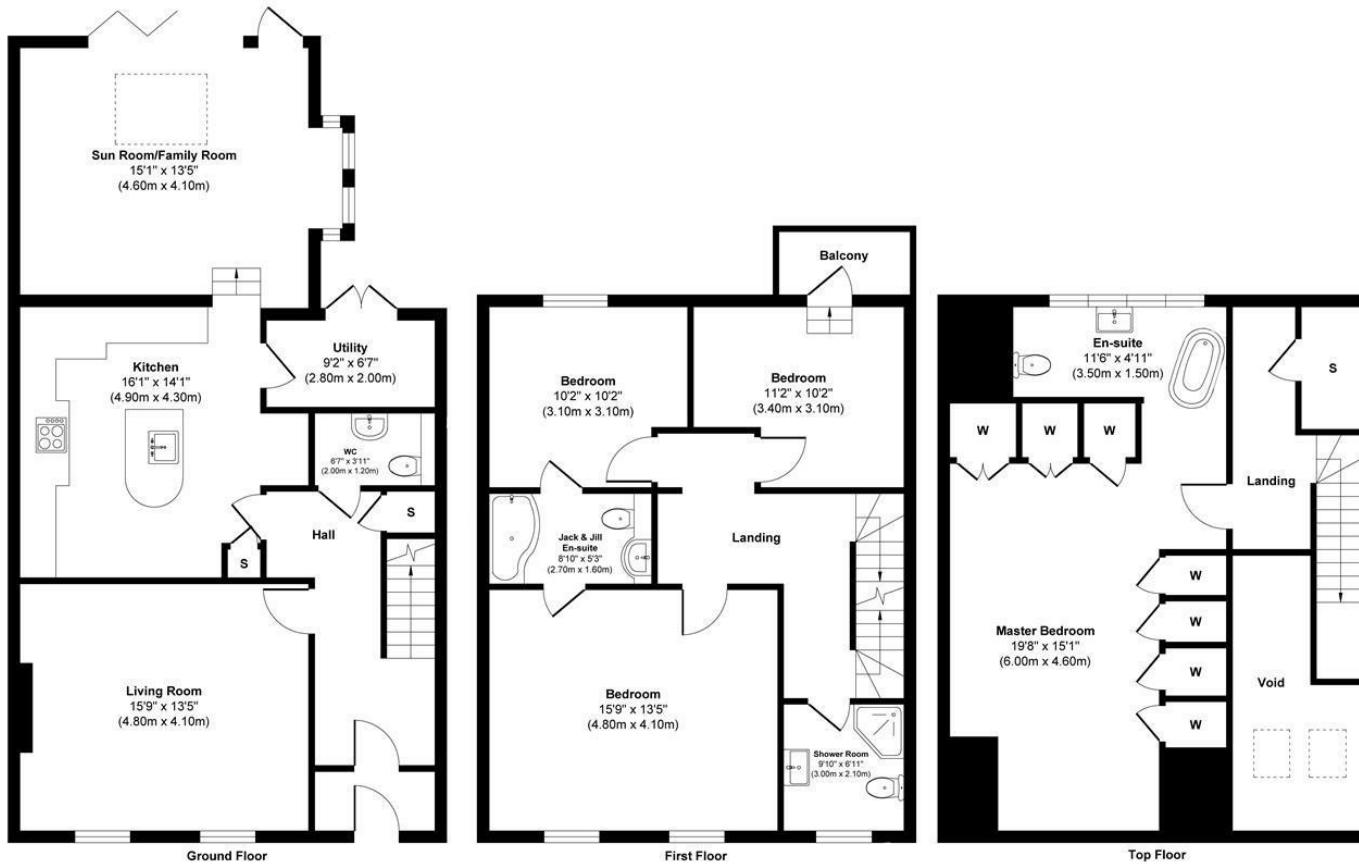 Sun Room/Family Room
15'1" x 13'5"
(4.60m x 4.10m)
Kitchen
16'1" x 14'1"
(4.90m x 4.30m)
Utility
9'2" x 6'7"
(2.80m x 2.00m)
WC
6'7" x 3'11"
(2.00m x 1.20m)
Hall
S
S
Living Room
15'9" x 13'5"
(4.80m x 4.10m)
Ground Floor
Balcony
Bedroom
10'2" x 10'2"
(3.10m x 3.10m)
Bedroom
11'2" x 10'2"
(3.40m x 3.10m)
Jack & Jill
En-suite
8'10" x 5'3"
(2.70m x 1.60m)
Landing
Bedroom
15'9" x 13'5"
(4.80m x 4.10m)
Shower Room
9'10" x 6'11"
(3.00m x 2.10m)
First Floor
En-suite
11'6" x 4'11"
(3.50m x 1.50m)
S
W
W
W
Landing
W
W
W
W
Master Bedroom
19'8" x 15'1"
(6.00m x 4.60m)
Void
Top Floor